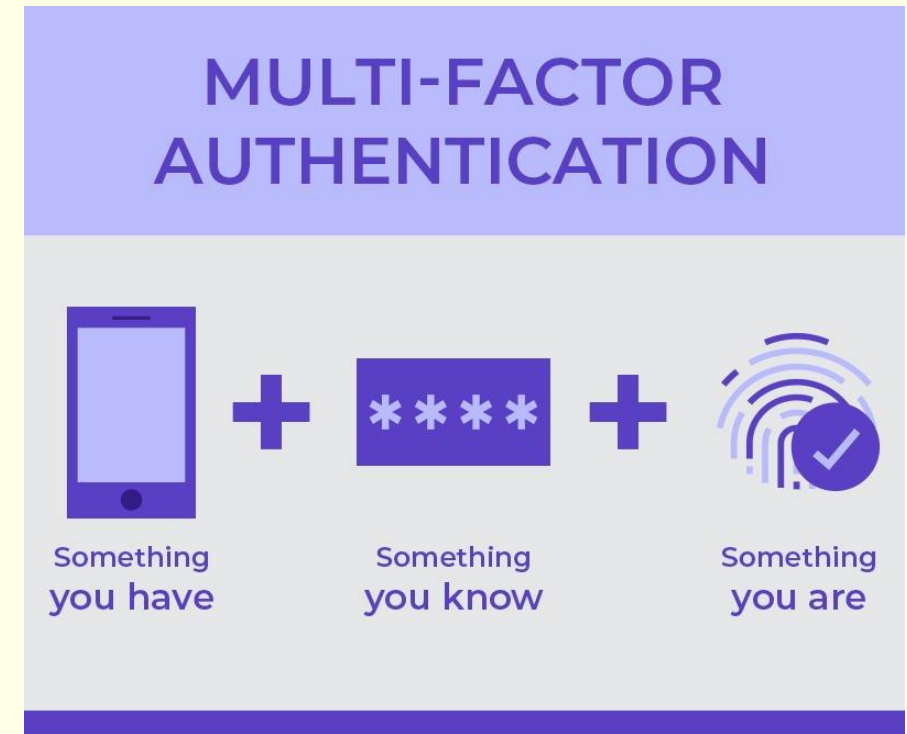 MULTI-FACTOR
AUTHENTICATION
****
Something
you have
Something
you know
Something
you are